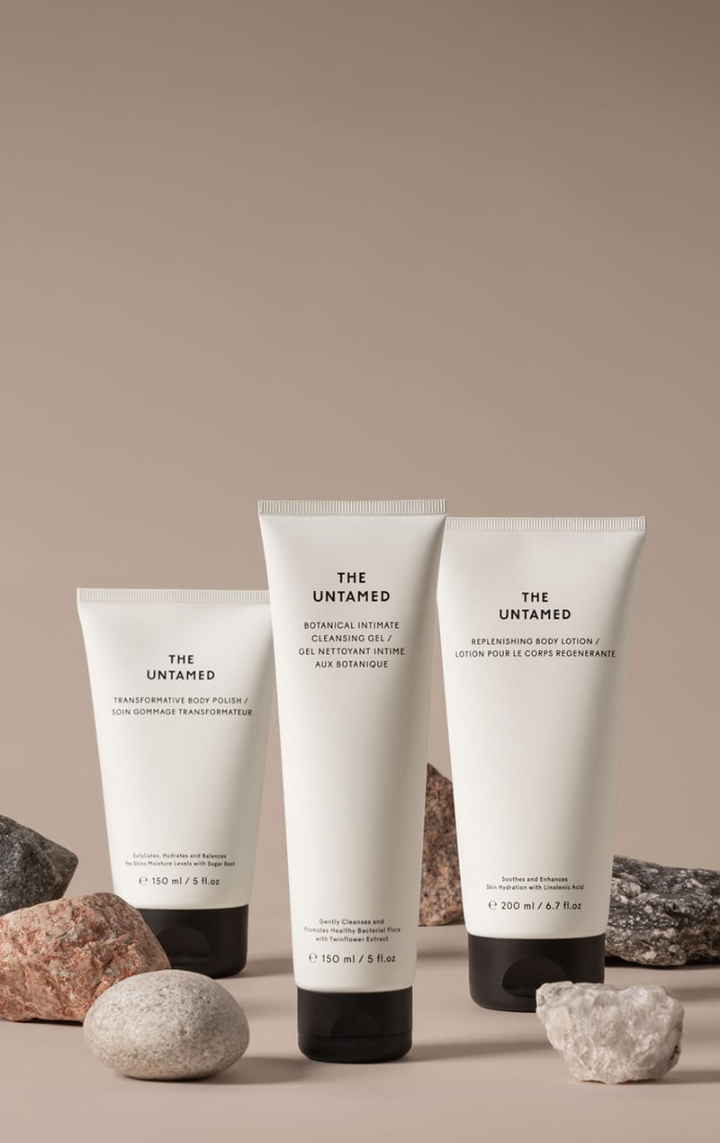 THE
UNTAMED
TRANSFORMATIVE BODY POLISH /
SOIN GOMMAGE TRANSFORMATEUR
Exfoliates, Hydrates and Balances
the Skins Moisture Levels with Sugar Beet
℮ 150 ml / 5 fl.oz
THE
UNTAMED
BOTANICAL INTIMATE
CLEANSING GEL /
GEL NETTOYANT INTIME
AUX BOTANIQUE
Gently Cleanses and
Promotes Healthy Bacterial Flora
with Twinflower Extract
℮ 150 ml / 5 fl.oz
THE
UNTAMED
REPLENISHING BODY LOTION /
LOTION POUR LE CORPS REGENERANTE
Soothes and Enhances
Skin Hydration with Linolenic Acid
℮ 200 ml / 6.7 fl.oz